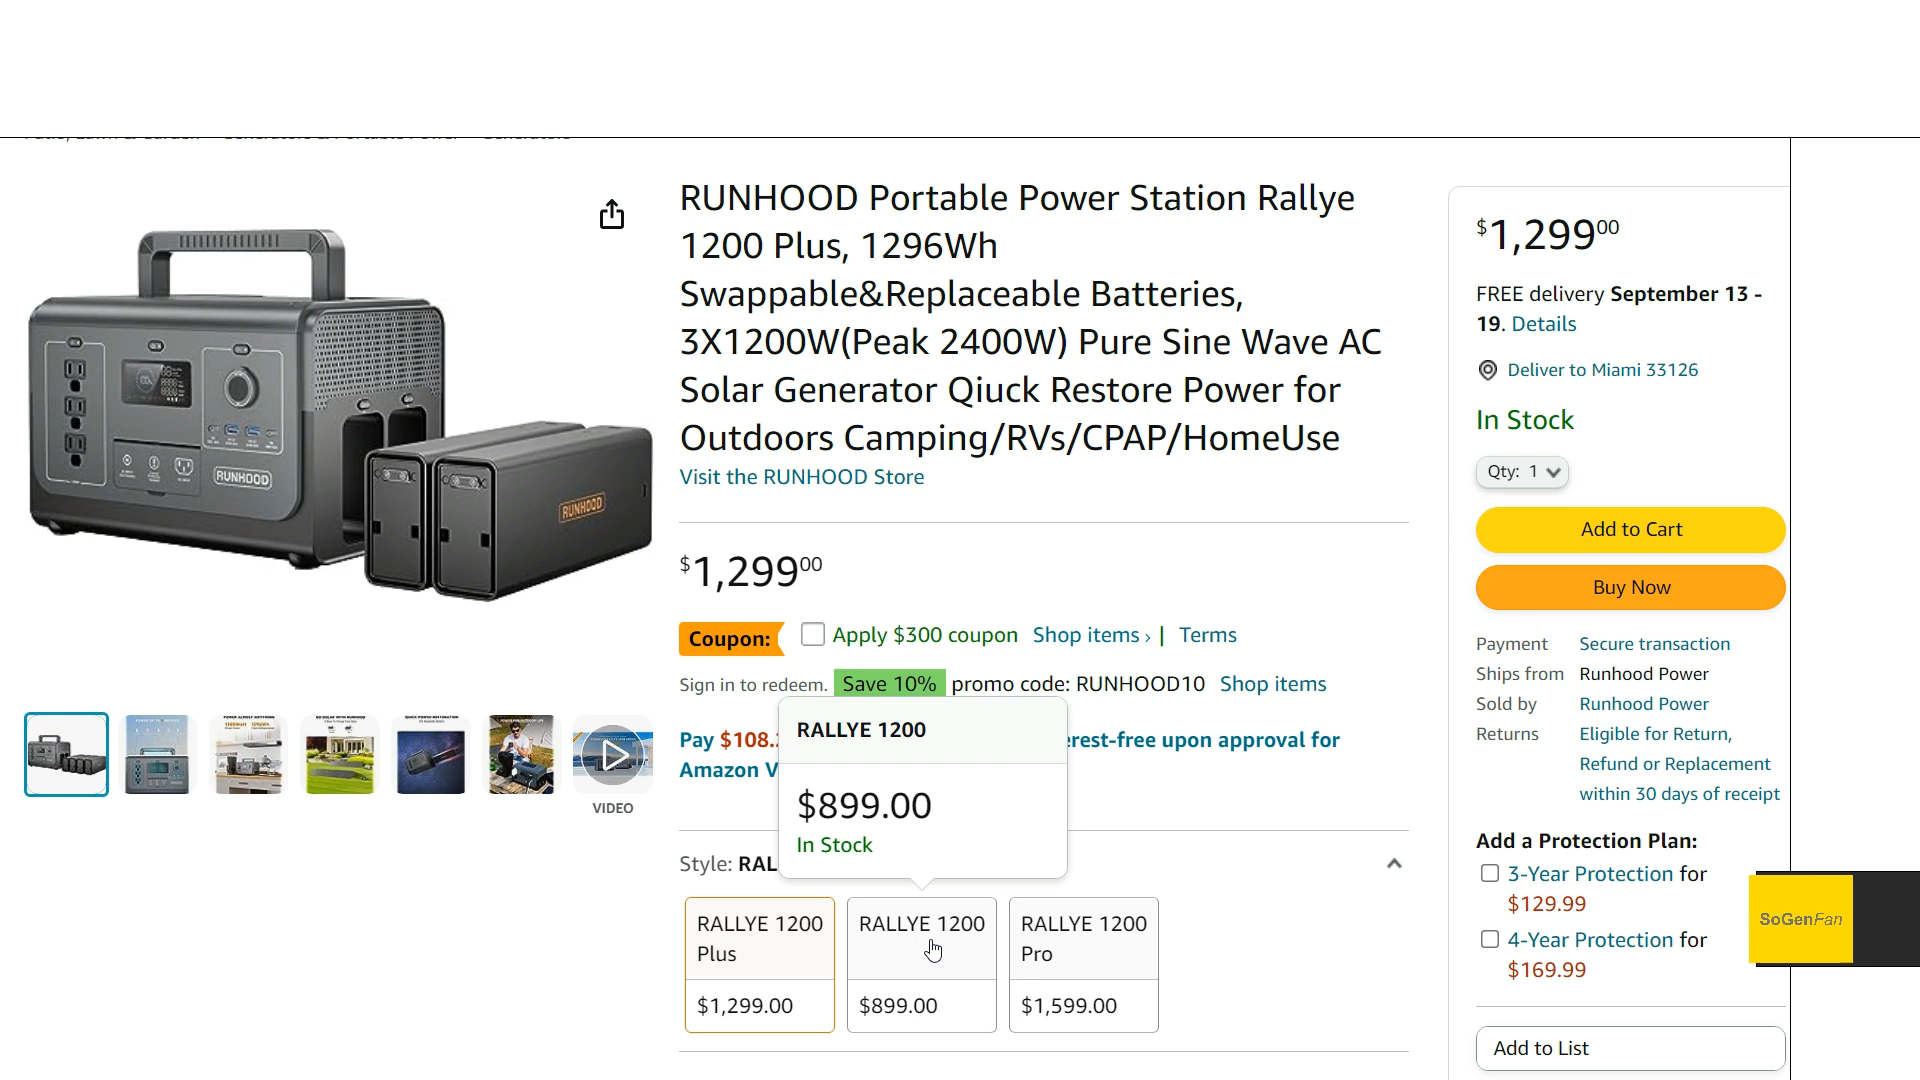 RUNHOOD Portable Power Station Rallye
1200 Plus, 1296Wh
Swappable&Replaceable Batteries,
3X1200W(Peak 2400W) Pure Sine Wave AC
Solar Generator Qiuck Restore Power for
Outdoors Camping/RVs/CPAP/HomeUse
Visit the RUNHOOD Store
$1,29900
Coupon: Apply $300 coupon Shop items › | Terms
Sign in to redeem. Save 10% promo code: RUNHOOD10 Shop items
Pay $108. erest-free upon approval for
Amazon V
RALLYE 1200
$899.00
In Stock
Style: RAL
RALLYE 1200
Plus
$1,299.00
RALLYE 1200
$899.00
RALLYE 1200
Pro
$1,599.00
RUNHOOD
RUNHOOD
VIDEO
$1,29900
FREE delivery September 13 -
19. Details
Deliver to Miami 33126
In Stock
Qty: 1
Add to Cart
Buy Now
Payment Secure transaction
Ships from Runhood Power
Sold by Runhood Power
Returns Eligible for Return,
Refund or Replacement
within 30 days of receipt
Add a Protection Plan:
3-Year Protection for
$129.99
4-Year Protection for
$169.99
Add to List
SoGenFan